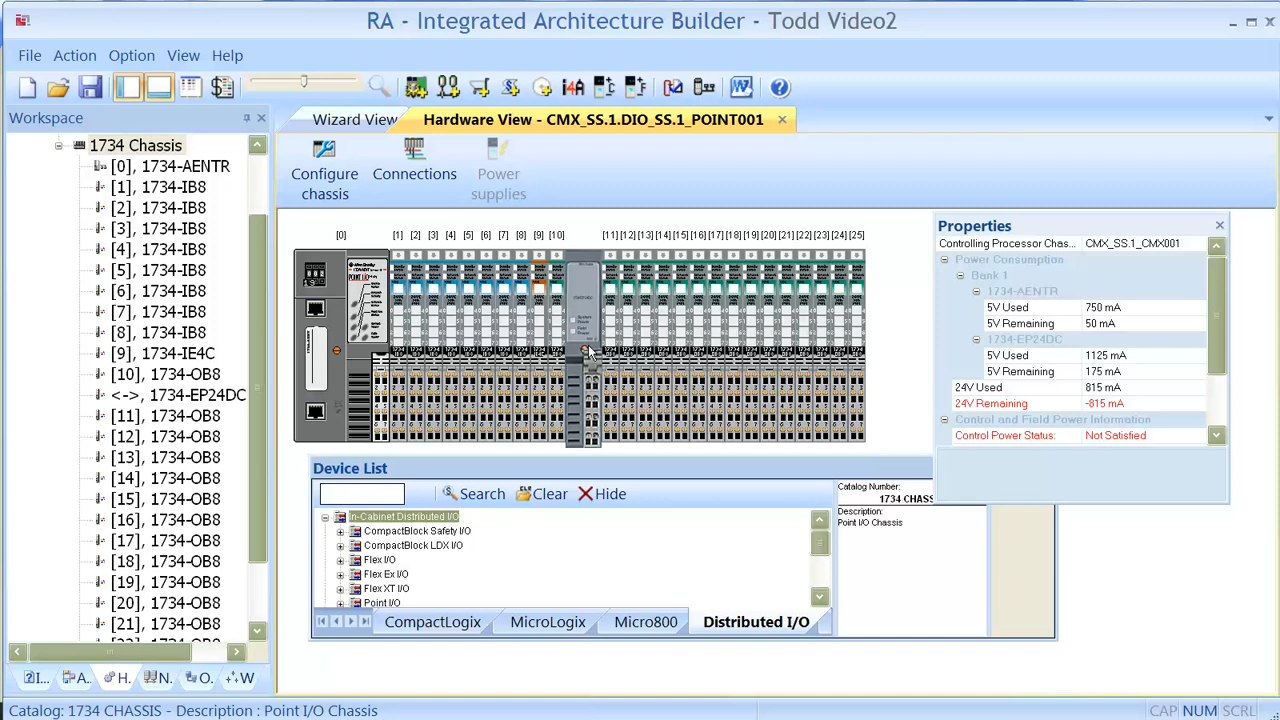 RA - Integrated Architecture Builder - Todd Video2
File Action Option View Help
Workspace
1734 Chassis
[0], 1734-AENTR
[1], 1734-IB8
[2], 1734-IB8
[3], 1734-IB8
[4], 1734-IB8
[5], 1734-IB8
[6], 1734-IB8
[7], 1734-IB8
[8], 1734-IB8
[9], 1734-IE4C
[10], 1734-OB8
<->, 1734-EP24DC
[11], 1734-OB8
[12], 1734-OB8
[13], 1734-OB8
[14], 1734-OB8
[15], 1734-OB8
[16], 1734-OB8
[17], 1734-OB8
[18], 1734-OB8
[19], 1734-OB8
[20], 1734-OB8
[21], 1734-OB8
I... A... H. N. O. W
Wizard View
Hardware View - CMX_SS.1.DIO_SS.1_POINT001
Configure chassis
Connections
Power supplies
[0] [1] [2] [3] [4] [5] [6] [7] [8] [9] [10] [11] [12] [13] [14] [15] [16] [17] [18] [19] [20] [21] [22] [23] [24] [25]
Properties
Controlling Processor Chas... CMX_SS.1_CMX001
Power Consumption
Bank 1
1734-AENTR
5V Used 750 mA
5V Remaining 50 mA
1734-EP24DC
5V Used 1125 mA
5V Remaining 175 mA
24V Used 815 mA
24V Remaining -815 mA
Control and Field Power Information
Control Power Status: Not Satisfied
Device List
Search Clear Hide
In-Cabinet Distributed I/O
CompactBlock Safety I/O
CompactBlock LDX I/O
Flex I/O
Flex Ex I/O
Flex XT I/O
Point I/O
CompactLogix MicroLogix Micro800 Distributed I/O
Catalog Number:
1734 CHASS
Description:
Point I/O Chassis
Catalog: 1734 CHASSIS - Description : Point I/O Chassis
CAP NUM SCRL